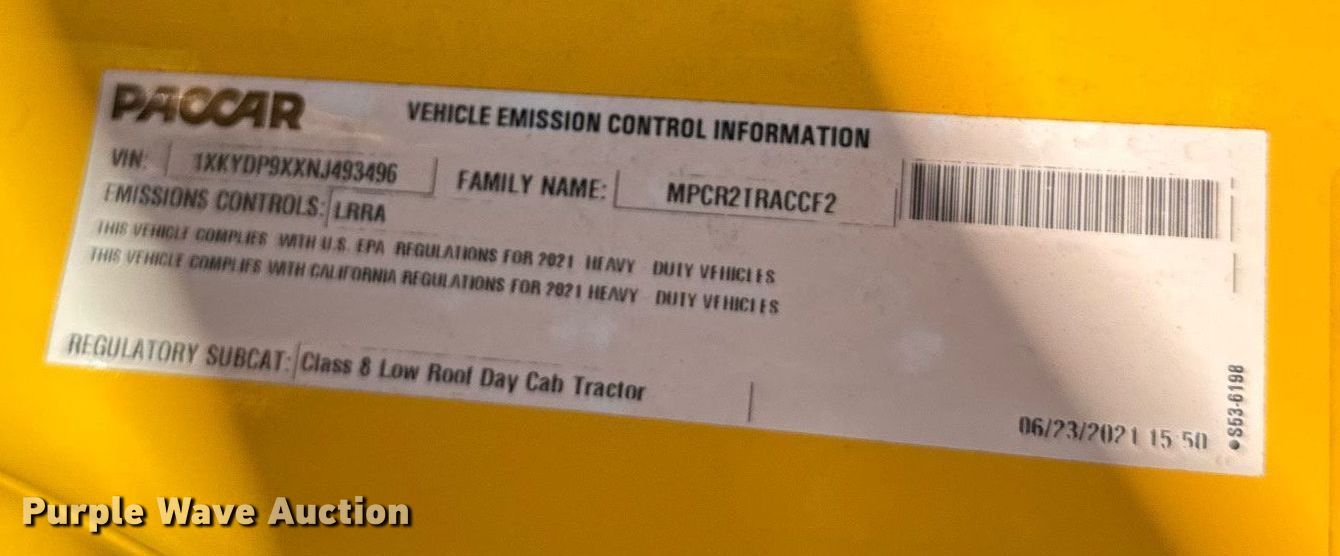 PACCAR
VEHICLE EMISSION CONTROL INFORMATION
VIN: 1XKYDP9XXNJ493496
FAMILY NAME: MPCR2TRACCF2
EMISSIONS CONTROLS: LRRA
THIS VEHICLE COMPLIES WITH U.S. EPA REGULATIONS FOR 2021 HEAVY DUTY VEHICLES
THIS VEHICLE COMPLIES WITH CALIFORNIA REGULATIONS FOR 2021 HEAVY DUTY VEHICLES
REGULATORY SUBCAT: Class 8 Low Roof Day Cab Tractor
06/23/2021 15:50
S53-6198
Purple Wave Auction